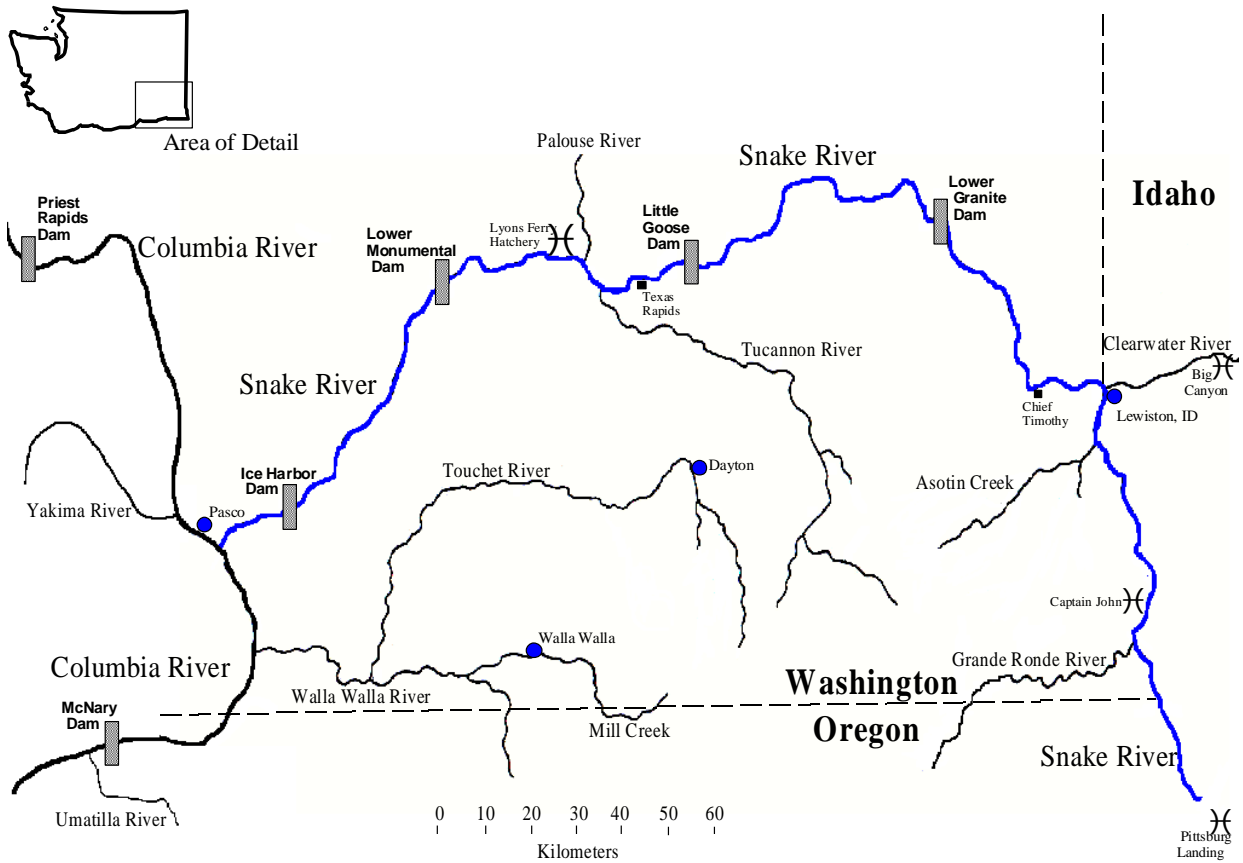 Area of Detail
Palouse River
Snake River
Idaho
Priest
Rapids
Dam
Columbia River
Lower
Monumental
Dam
Lyons Ferry
Hatchery
Little
Goose
Dam
Lower
Granite
Dam
Texas
Rapids
Tucannon River
Clearwater River
Big
Canyon
Snake River
Chief
Timothy
Lewiston, ID
Ice Harbor
Dam
Touchet River
Dayton
Asotin Creek
Yakima River
Pasco
Captain John
Walla Walla
Columbia River
Walla Walla River
Grande Ronde River
Washington
McNary
Dam
Mill Creek
Oregon
Snake River
Umatilla River
0 10 20 30 40 50 60
Kilometers
Pittsburg
Landing